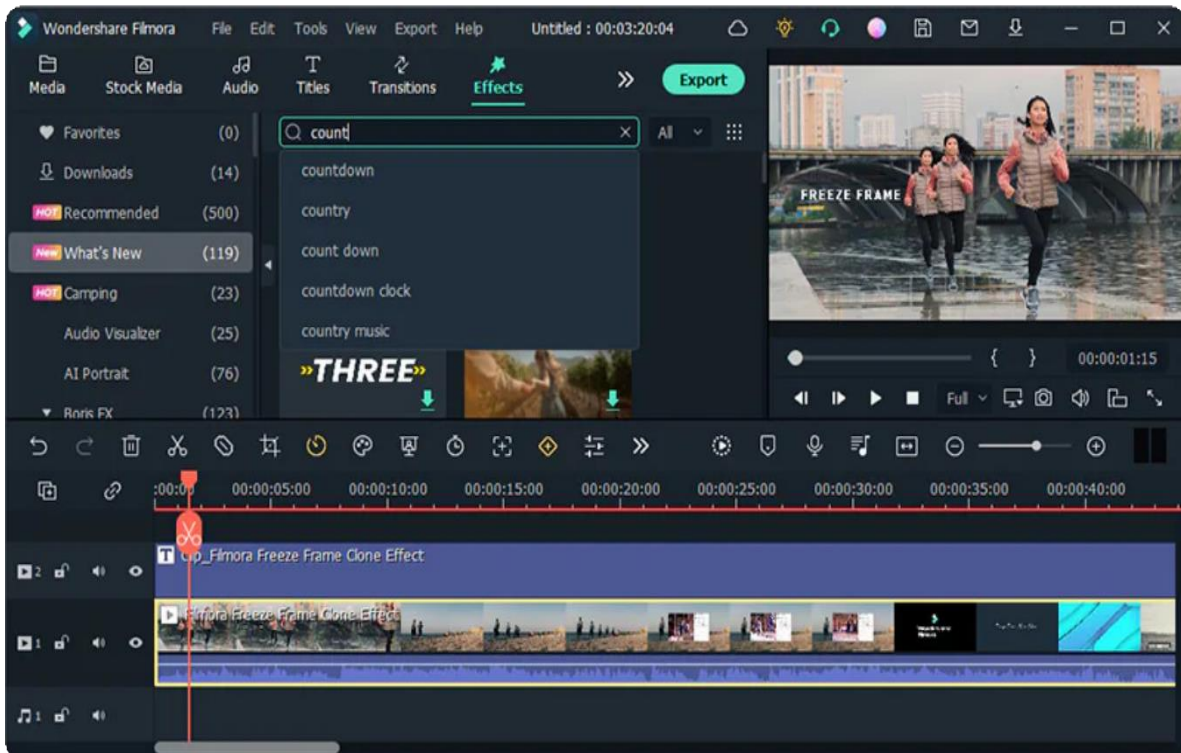 Wondershare Filmora File Edit Tools View Export Help Untitled : 00:03:20:04
Media Stock Media Audio Titles Transitions Effects Export
Favorites (0)
count
All
Downloads (14)
countdown
HOT Recommended (500)
country
New What's New (119)
count down
HOT Camping (23)
countdown clock
Audio Visualizer (25)
country music
AI Portrait (76)
»THREE»
Boris FX (123)
FREEZE FRAME
{ } 00:00:01:15
Full
:00:00 00:00:05:00 00:00:10:00 00:00:15:00 00:00:20:00 00:00:25:00 00:00:30:00 00:00:35:00 00:00:40:00
2
T Clip_Filmora Freeze Frame Clone Effect
1
Filmora Freeze Frame Clone Effect
1